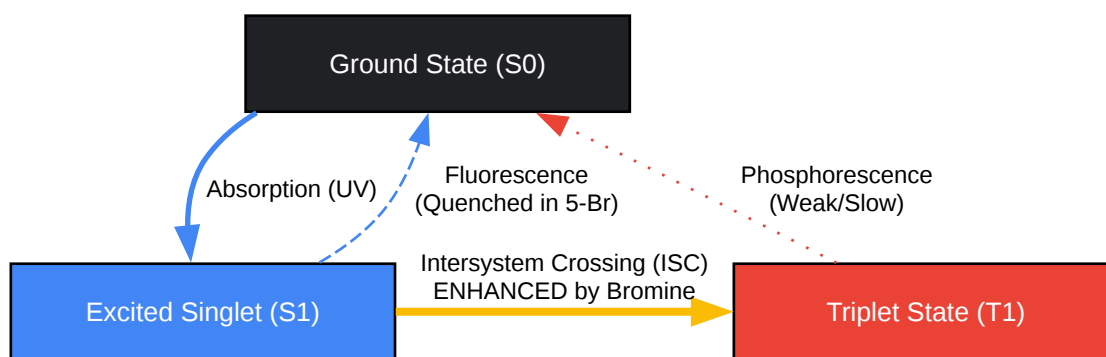 Ground State (S0)
Absorption (UV)
Fluorescence
(Quenched in 5-Br)
Phosphorescence
(Weak/Slow)
Intersystem Crossing (ISC)
ENHANCED by Bromine
Excited Singlet (S1)
Triplet State (T1)